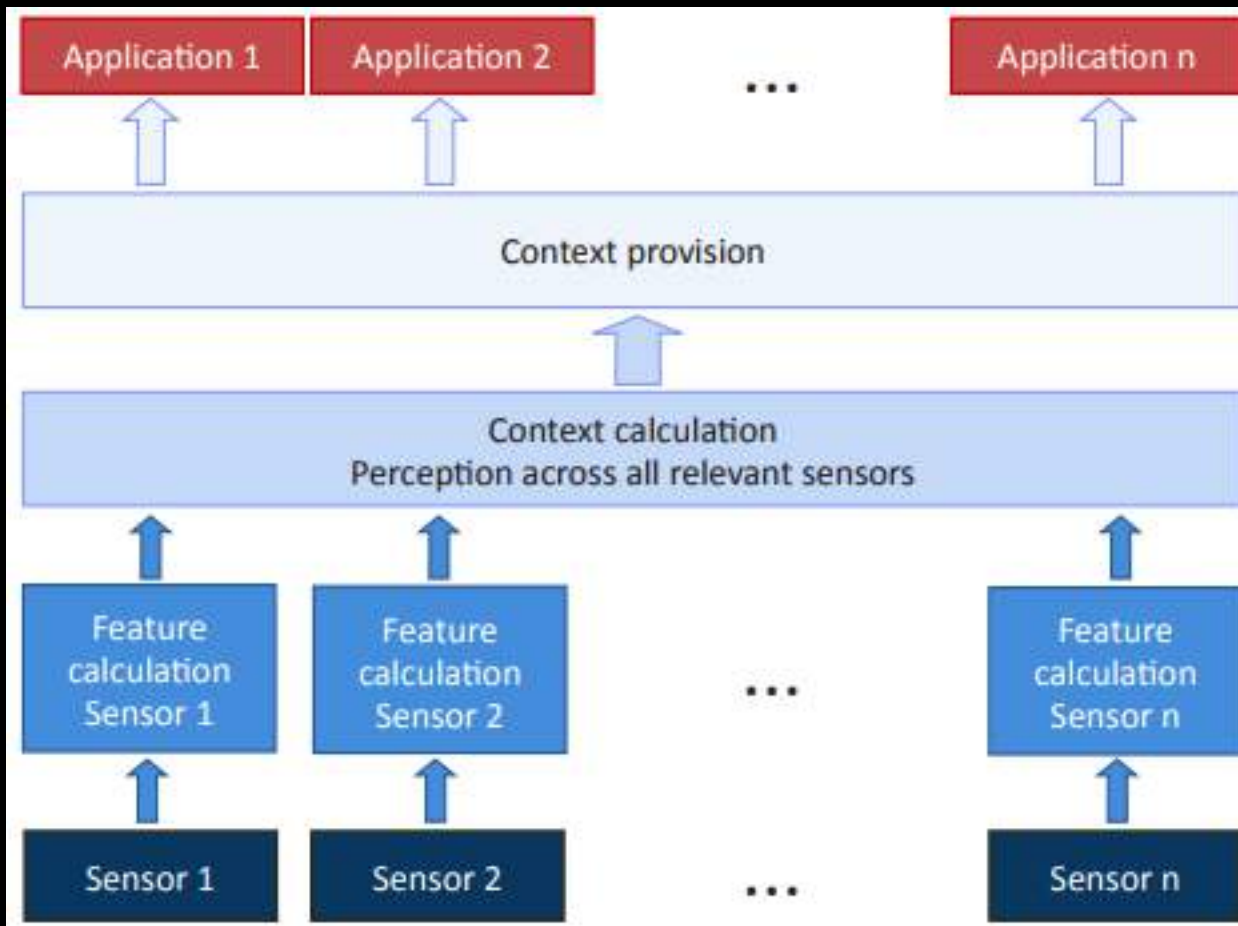 Application 1
Application 2
...
Application n
Context provision
Context calculation
Perception across all relevant sensors
Feature
calculation
Sensor 1
Feature
calculation
Sensor 2
...
Feature
calculation
Sensor n
Sensor 1
Sensor 2
...
Sensor n